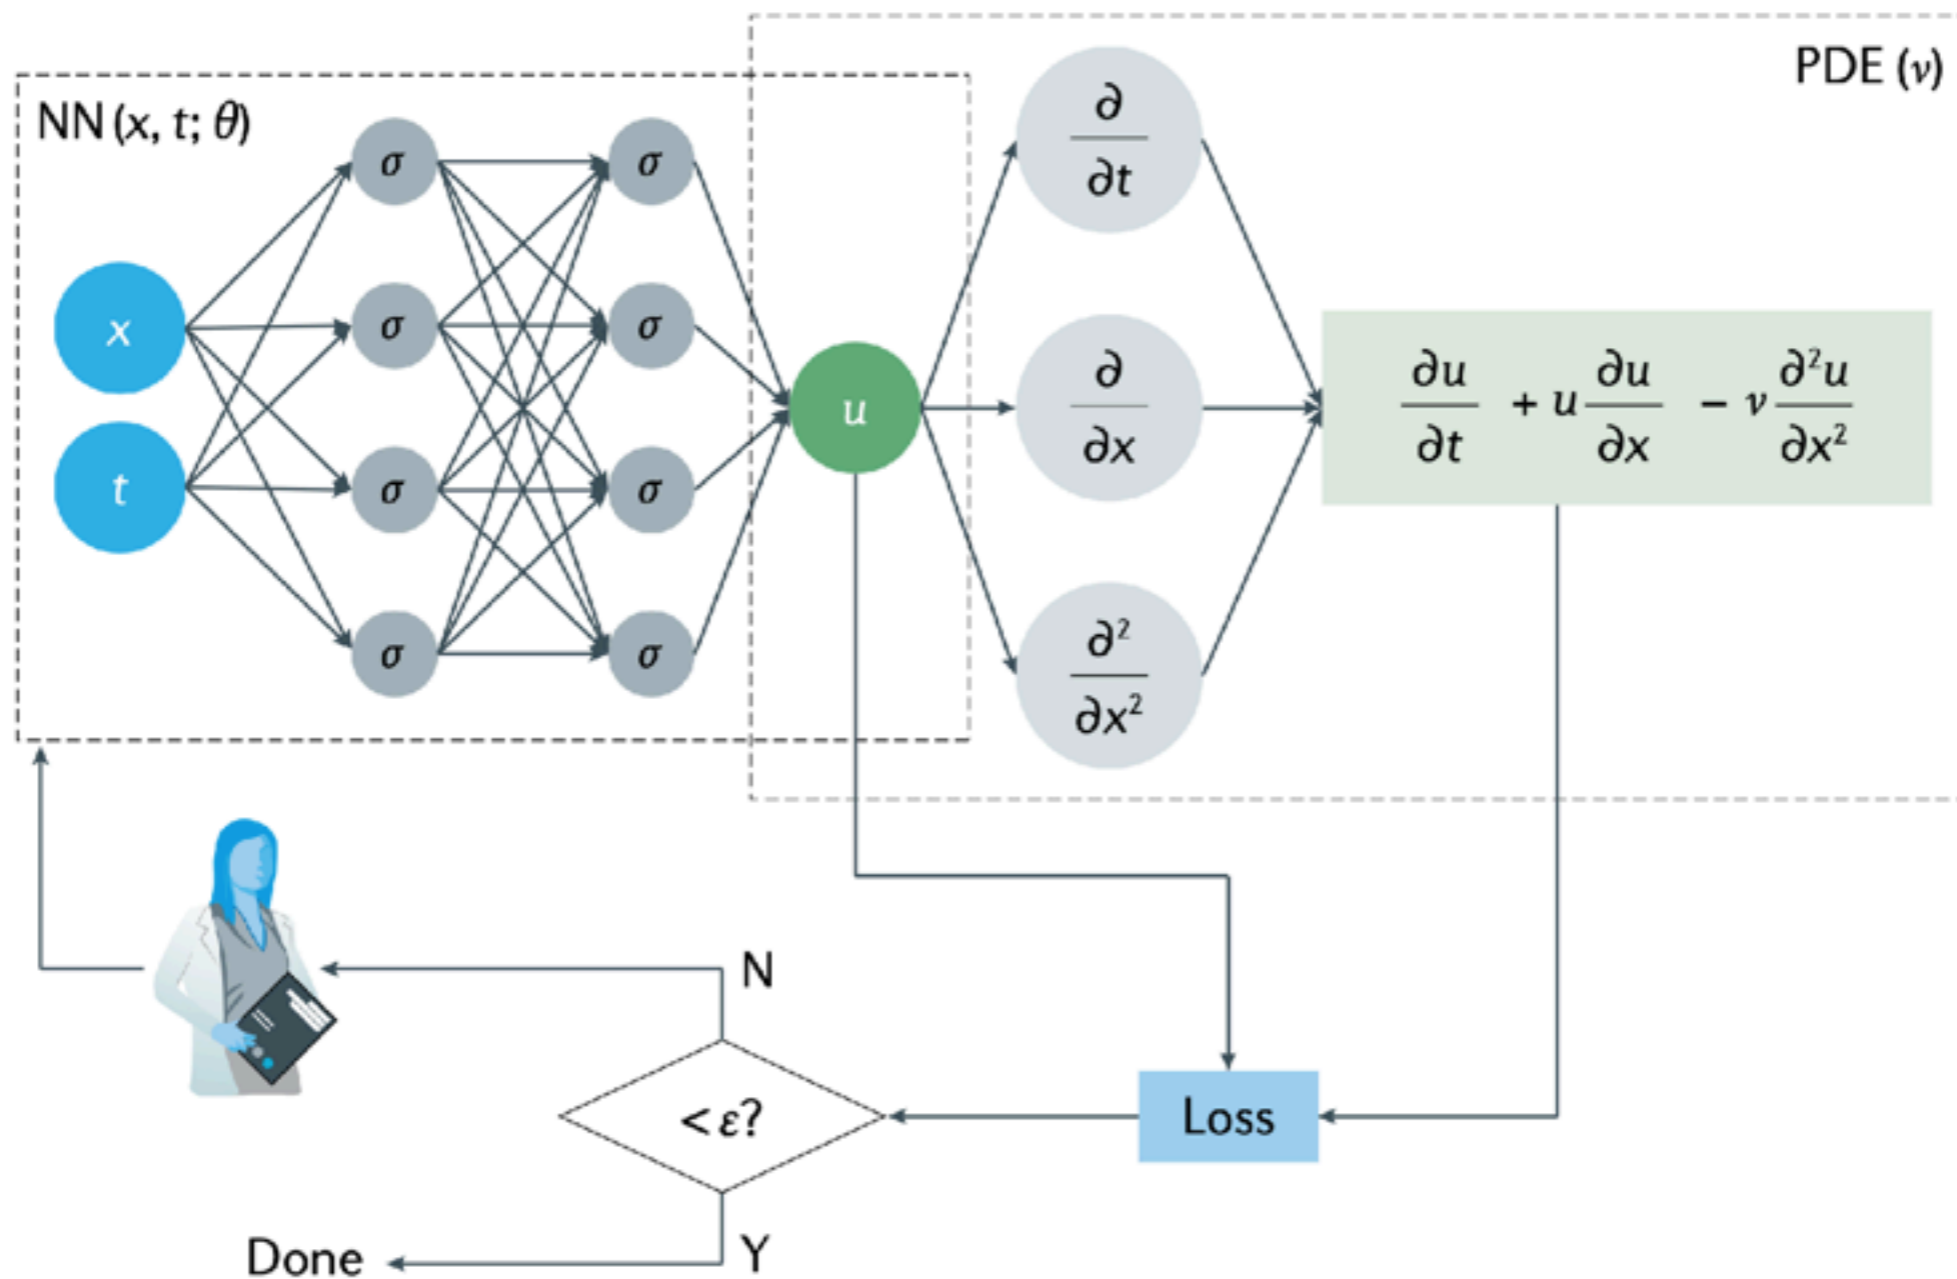 PDE (ν)
NN (x, t; θ)
σ σ
∂/∂t
x σ σ
u
∂/∂x
∂u/∂t + u ∂u/∂x − ν ∂²u/∂x²
t σ σ
σ σ
∂²/∂x²
N
< ε?
Loss
Y
Done